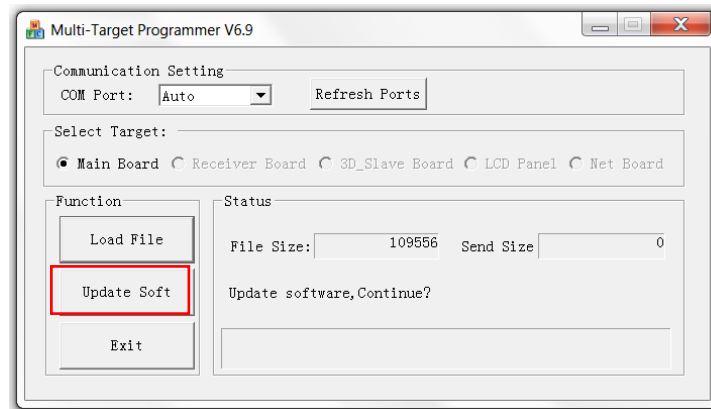 Multi-Target Programmer V6.9
Communication Setting
COM Port: Auto Refresh Ports
Select Target:
Main Board Receiver Board 3D_Slave Board LCD Panel Net Board
Function Status
Load File File Size: 109556 Send Size 0
Update Soft Update software,Continue?
Exit